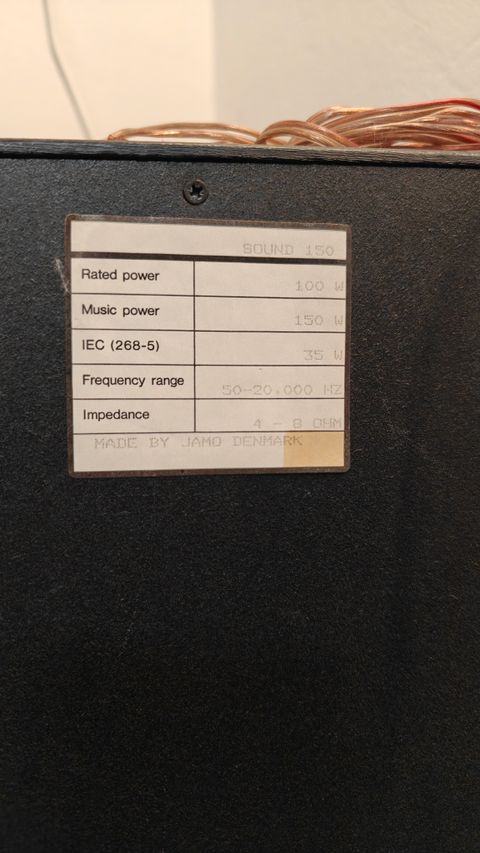 SOUND 150
Rated power 100 W
Music power 150 W
IEC (268-5) 35 W
Frequency range 50-20.000 HZ
Impedance 4 - 8 OHM
MADE BY JAMO DENMARK